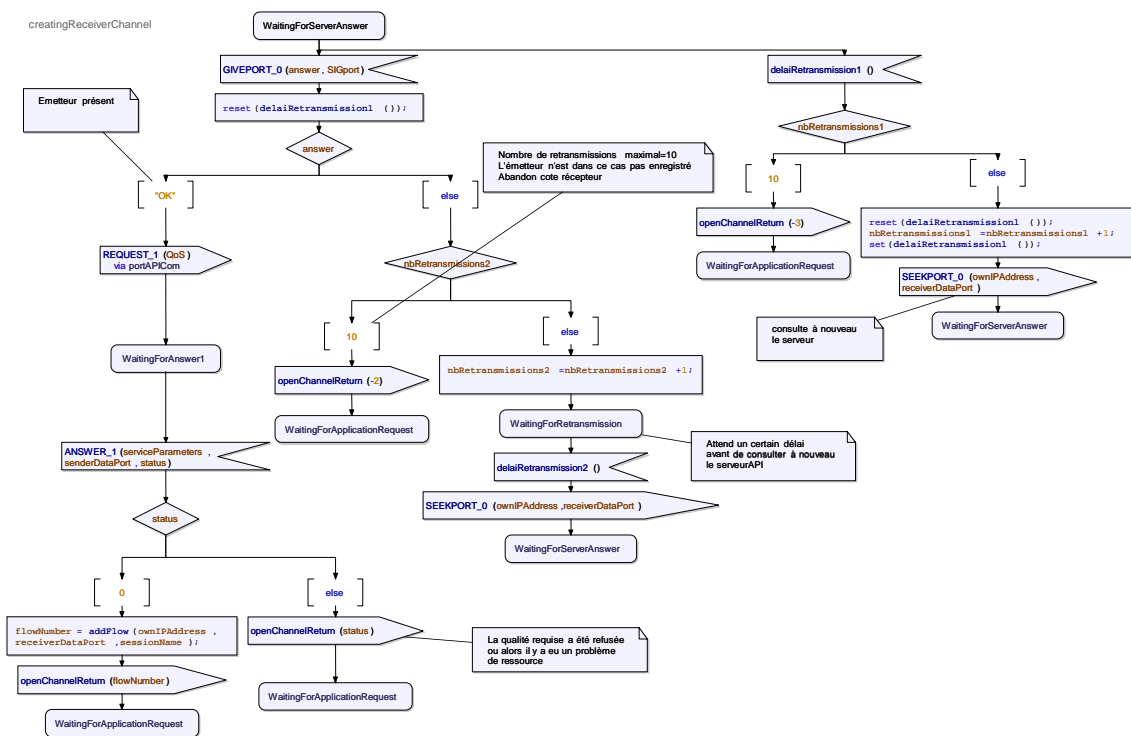 creatingReceiverChannel
WaitingForServerAnswer
GIVEPORT_0 (answer , SIGport)
delaiRetransmission1 ()
reset (delaiRetransmission1 ());
Emetteur présent
answer
nbRetransmissions1
Nombre de retransmissions maximal=10
L'émetteur n'est dans ce cas pas enregistré
Abandon cote récepteur
"OK"
else
10
else
openChannelReturn (-3)
reset (delaiRetransmission1 ());
nbRetransmissions1 =nbRetransmissions1 +1;
set (delaiRetransmission1 ());
REQUEST_1 (QoS)
via portAPICom
nbRetransmissions2
WaitingForApplicationRequest
SEEKPORT_0 (ownIPAddress ,
receiverDataPort )
10
else
consulte à nouveau
le serveur
WaitingForServerAnswer
WaitingForAnswer1
openChannelReturn (-2)
nbRetransmissions2 =nbRetransmissions2 +1;
WaitingForApplicationRequest
WaitingForRetransmission
ANSWER_1 (serviceParameters ,
senderDataPort , status )
Attend un certain délai
avant de consulter à nouveau
le serveurAPI
delaiRetransmission2 ()
SEEKPORT_0 (ownIPAddress ,receiverDataPort )
status
WaitingForServerAnswer
0
else
flowNumber = addFlow (ownIPAddress ,
receiverDataPort ,sessionName );
openChannelReturn (status )
La qualité requise a été refusée
ou alors il y a eu un problème
de ressource
openChannelReturn (flowNumber )
WaitingForApplicationRequest
WaitingForApplicationRequest